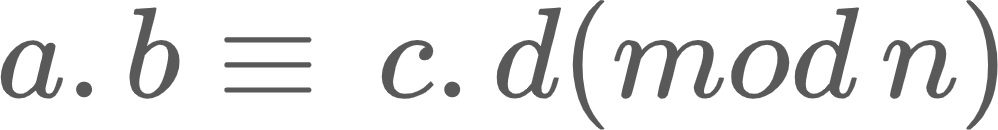 a.b ≡ c.d(mod n)